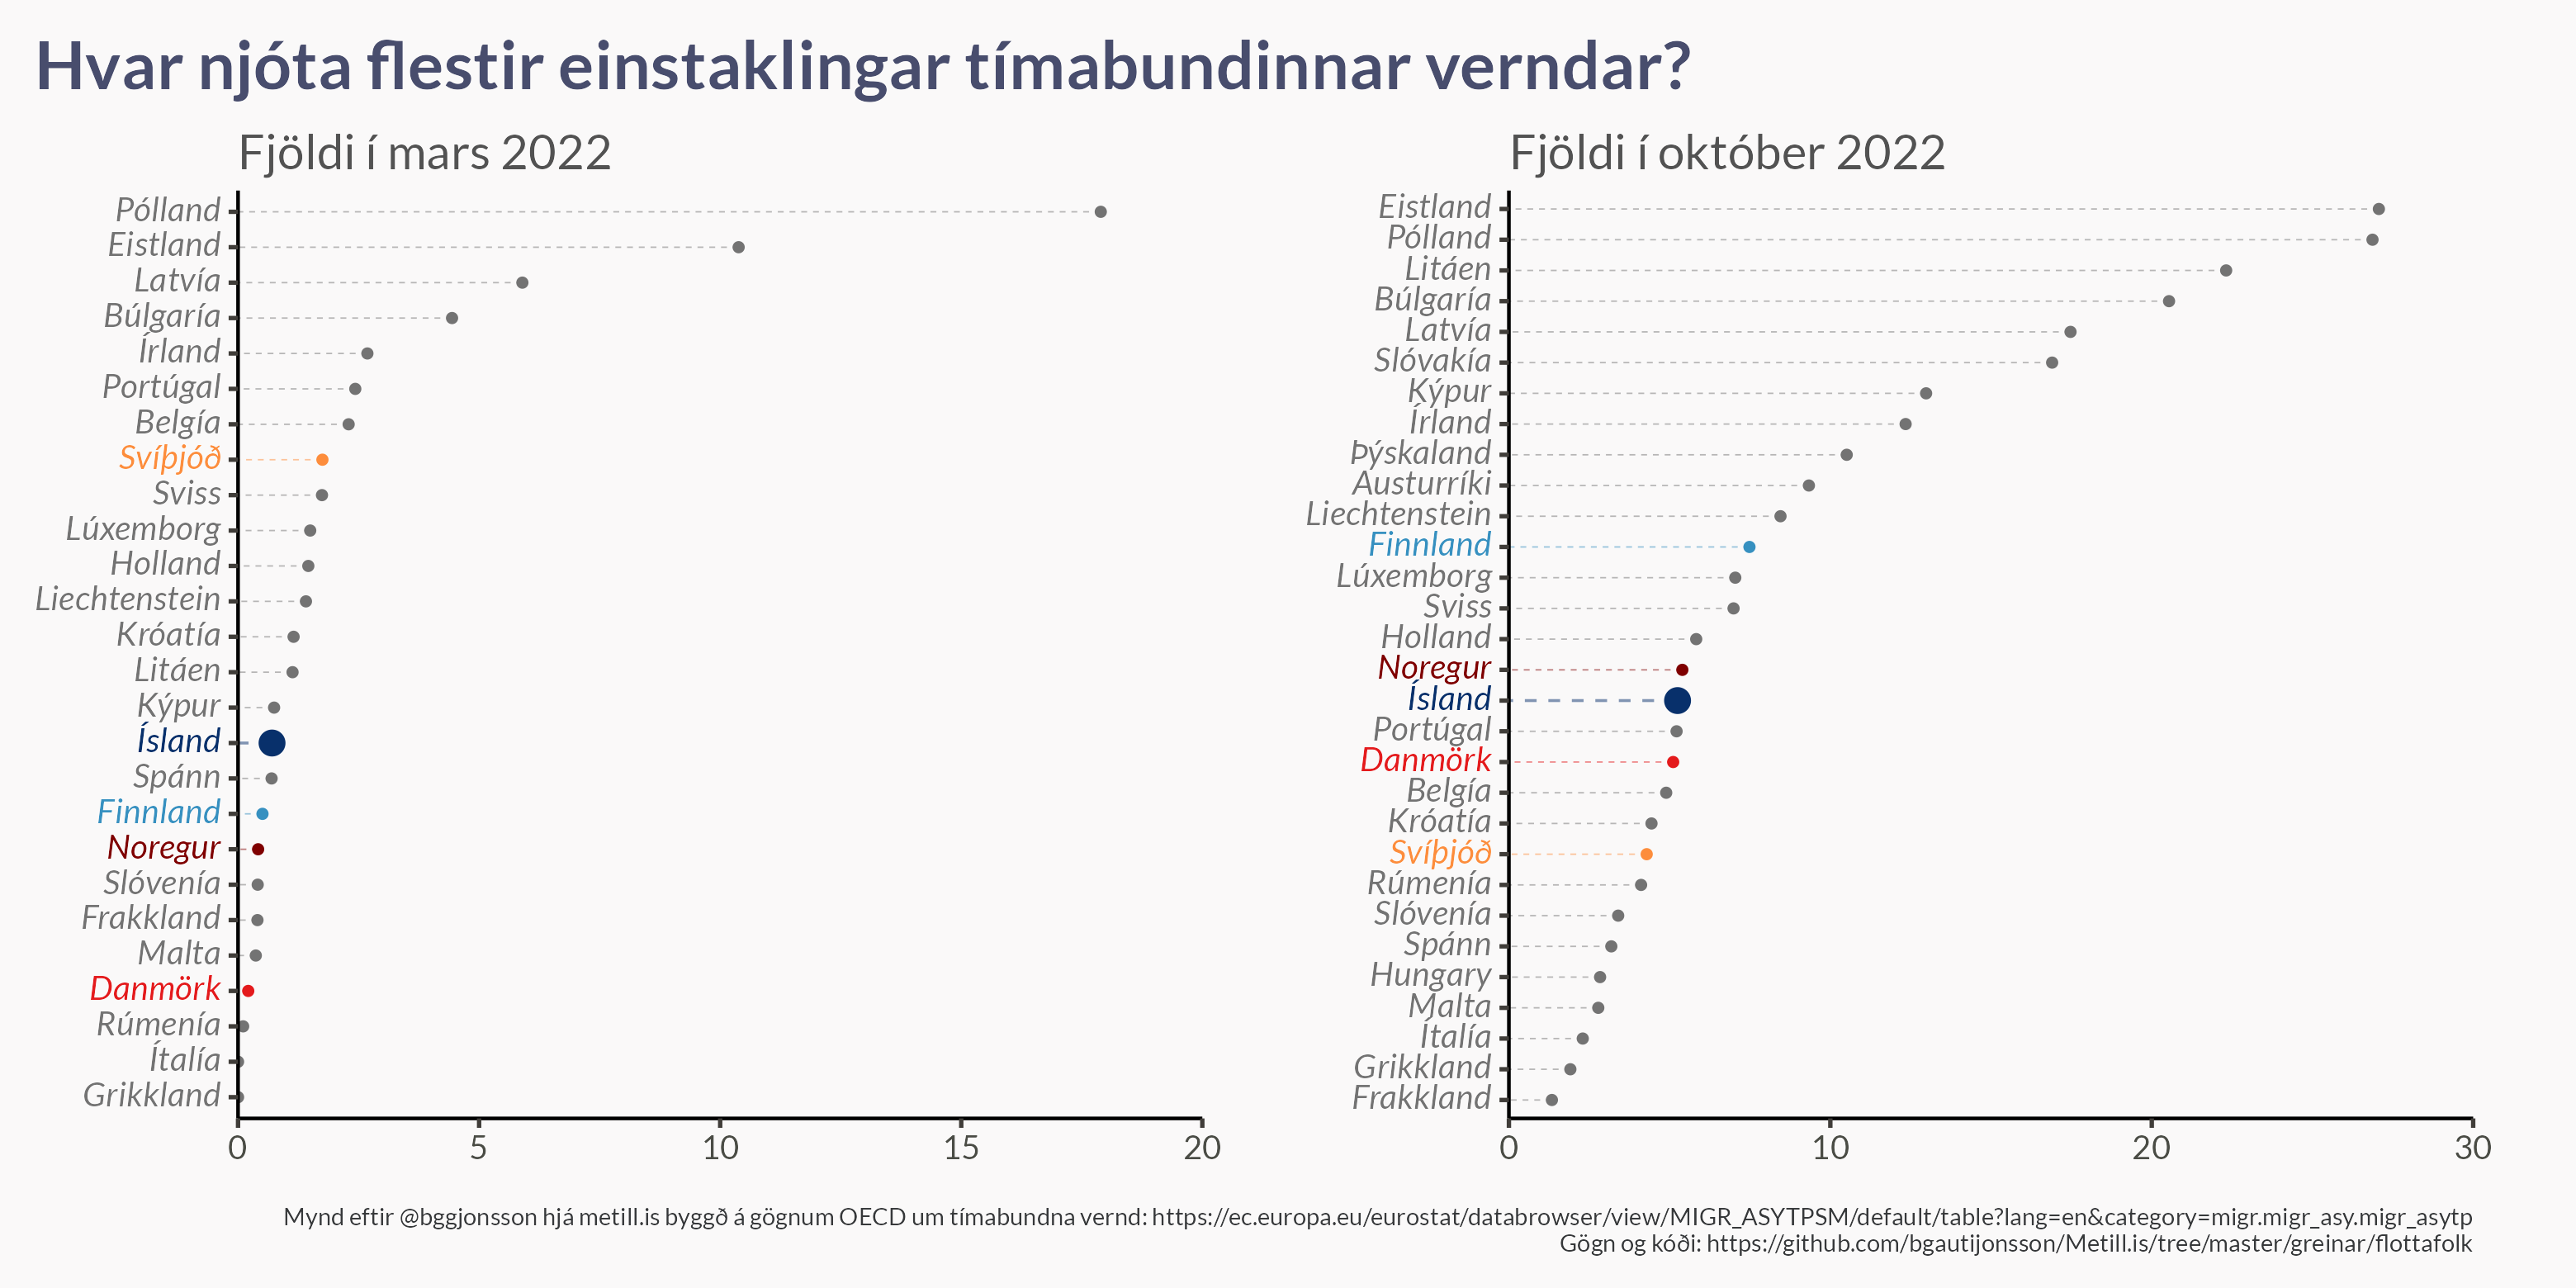 Hvar njóta flestir einstaklingar tímabundinnar verndar?
Fjöldi í mars 2022
Pólland
Eistland
Latvía
Búlgaría
Írland
Portúgal
Belgía
Svíþjóð
Sviss
Lúxemborg
Holland
Liechtenstein
Króatía
Litáen
Kýpur
Ísland
Spánn
Finnland
Noregur
Slóvenía
Frakkland
Malta
Danmörk
Rúmenía
Ítalía
Grikkland
0 5 10 15 20
Fjöldi í október 2022
Eistland
Pólland
Litáen
Búlgaría
Latvía
Slóvakía
Kýpur
Írland
Þýskaland
Austurríki
Liechtenstein
Finnland
Lúxemborg
Sviss
Holland
Noregur
Ísland
Portúgal
Danmörk
Belgía
Króatía
Svíþjóð
Rúmenía
Slóvenía
Spánn
Hungary
Malta
Ítalía
Grikkland
Frakkland
0 10 20 30
Mynd eftir @bggjonsson hjá metill.is byggð á gögnum OECD um tímabundna vernd: https://ec.europa.eu/eurostat/databrowser/view/MIGR_ASYTPSM/default/table?lang=en&category=migr.migr_asy.migr_asytp
Gögn og kóði: https://github.com/bgautijonsson/Metill.is/tree/master/greinar/flottafolk